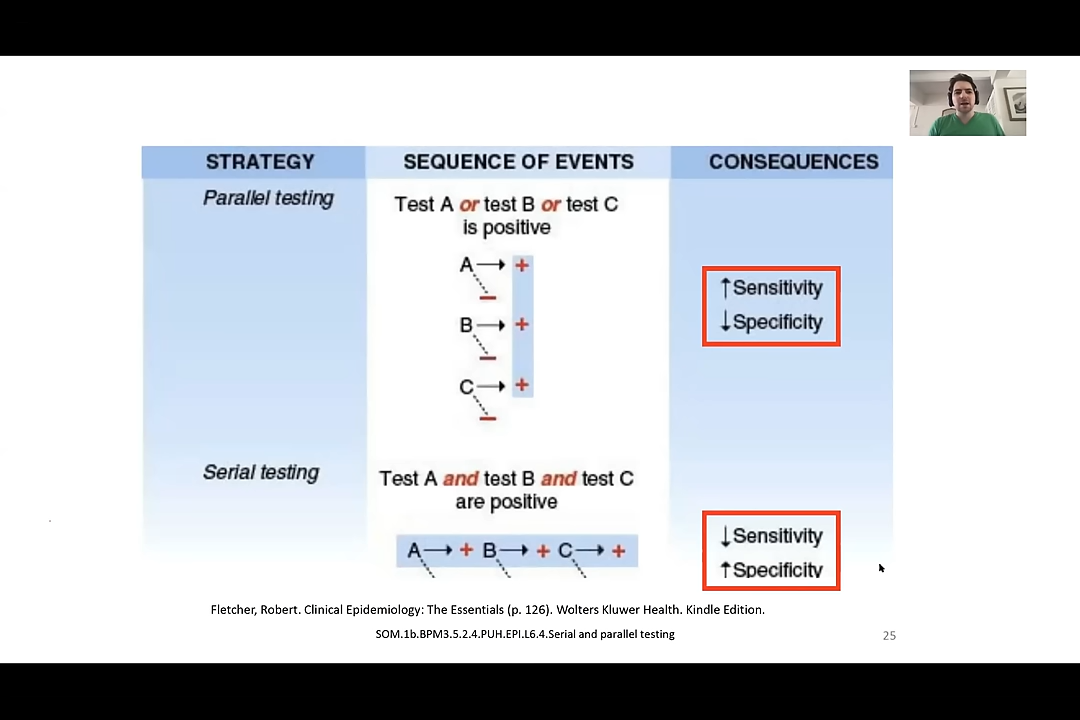 STRATEGY SEQUENCE OF EVENTS CONSEQUENCES
Parallel testing
Test A or test B or test C
is positive
A → +
−
B → +
−
C → +
−
↑Sensitivity
↓Specificity
Serial testing
Test A and test B and test C
are positive
A → + B → + C → +
↓Sensitivity
↑Specificity
Fletcher, Robert. Clinical Epidemiology: The Essentials (p. 126). Wolters Kluwer Health. Kindle Edition.
SOM.1b.BPM3.5.2.4.PUH.EPI.L6.4.Serial and parallel testing
25